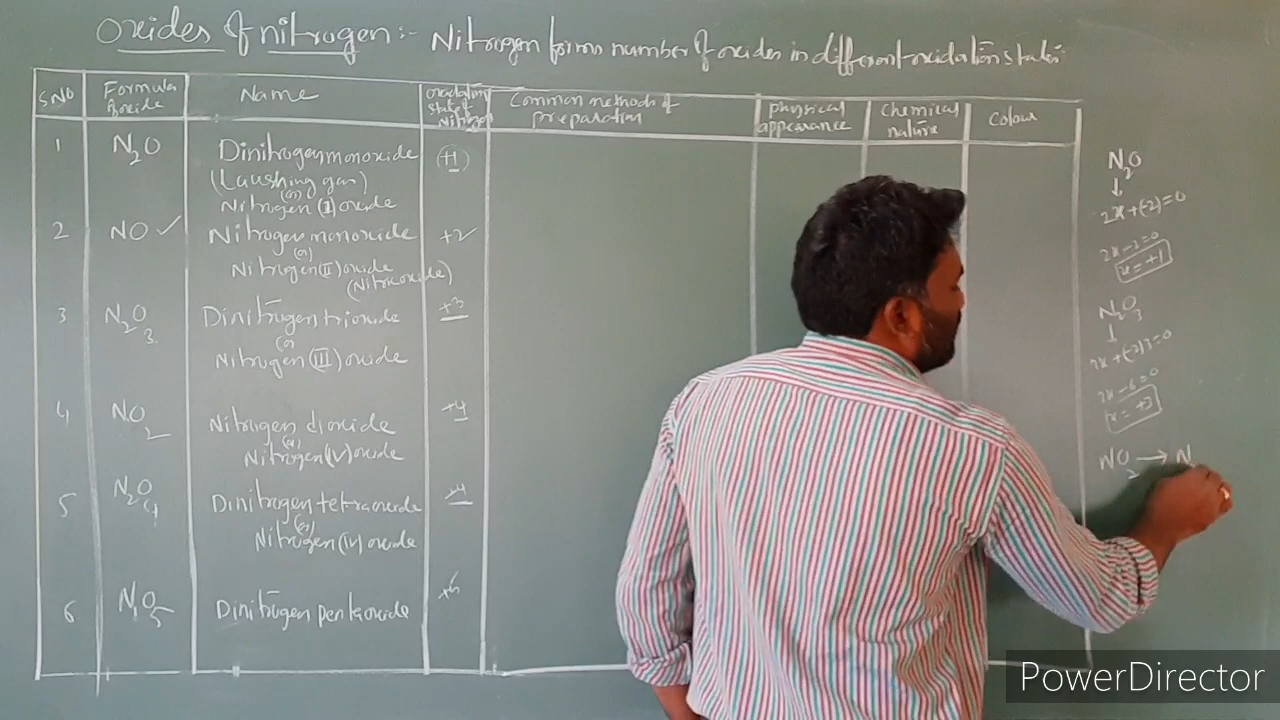 Oxides of nitrogen :- Nitrogen forms number of oxides in different oxidation states
S.NO Formula of oxide Name oxidation state of Nitrogen Common methods of preparation physical appearance Chemical nature Colour
1 N2O Dinitrogen monoxide +1
(Laughing gas)
(or)
Nitrogen (I) oxide
2 NO ✓ Nitrogen monoxide +2
(or)
Nitrogen (II) oxide
(Nitric oxide)
3 N2O3 Dinitrogen trioxide +3
(or)
Nitrogen (III) oxide
4 NO2 Nitrogen dioxide +4
(or)
Nitrogen (IV) oxide
5 N2O4 Dinitrogen tetraoxide +4
(or)
Nitrogen (IV) oxide
6 N2O5 Dinitrogen pentaoxide +5
N2O
↓
2x+(-2)=0
2x-2=0
x=+1
N2O3
↓
2x+(-2)3=0
2x-6=0
x=+3
NO2 → N
PowerDirector